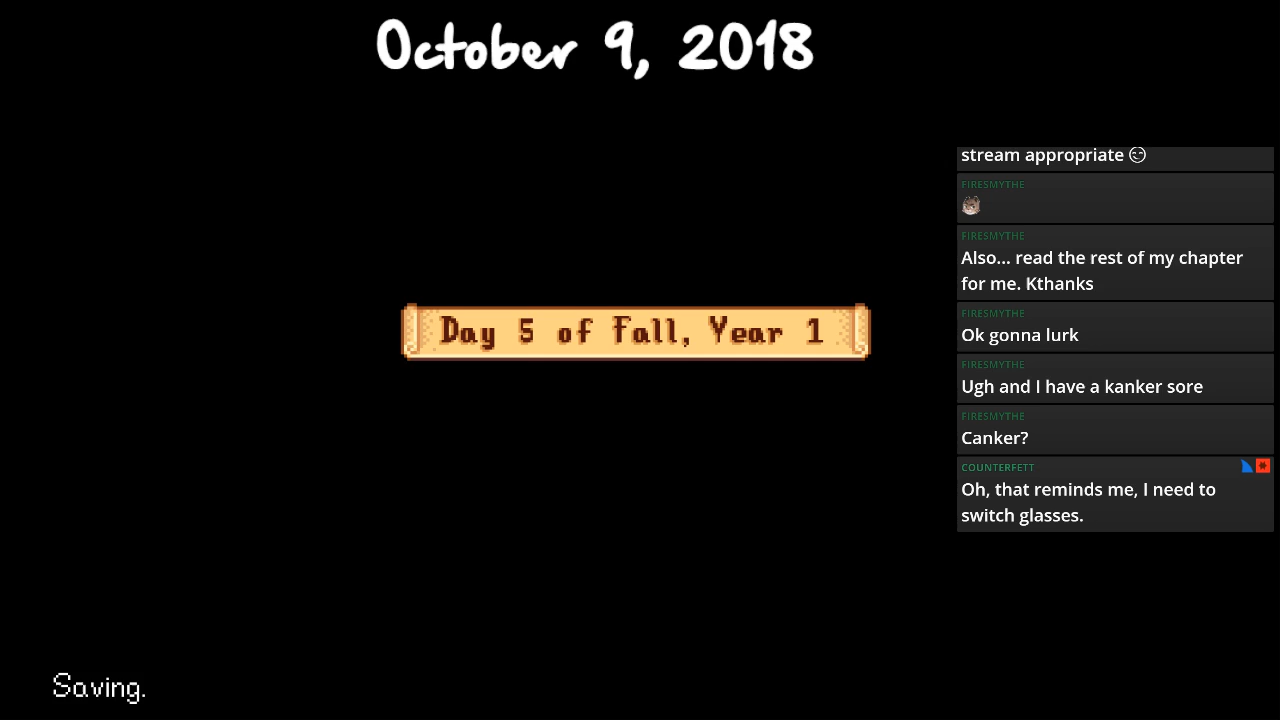 October 9, 2018
stream appropriate 😌
FIRESMYTHE
FIRESMYTHE
Also... read the rest of my chapter
for me. Kthanks
FIRESMYTHE
Ok gonna lurk
FIRESMYTHE
Ugh and I have a kanker sore
FIRESMYTHE
Canker?
COUNTERFETT
Oh, that reminds me, I need to
switch glasses.
Day 5 of Fall, Year 1
Saving.